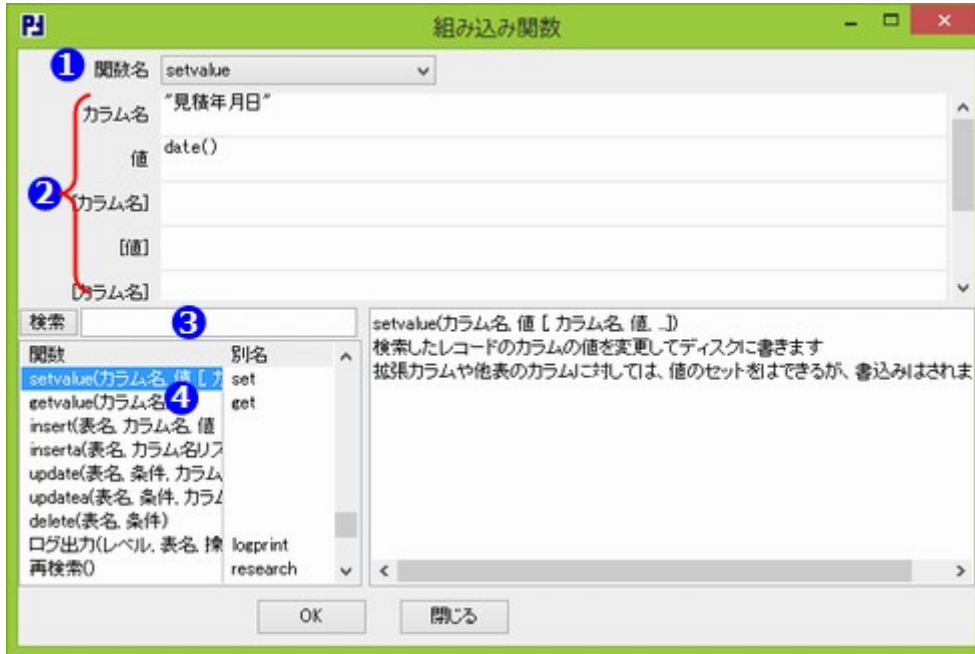 組み込み関数
1 関数名 setvalue
カラム名 "見積年月日"
値 date()
2 [カラム名]
[値]
[カラム名]
検索 3
関数 別名
setvalue(カラム名, 値 [ カ set
getvalue(カラム名 4 get
insert(表名, カラム名, 値
inserta(表名, カラム名リス
update(表名, 条件, カラム
updatea(表名, 条件, カラム
delete(表名, 条件)
ログ出力(レベル, 表名, 操 logprint
再検索() research
setvalue(カラム名, 値 [ カラム名, 値, ...])
検索したレコードのカラムの値を変更してディスクに書きます
拡張カラムや他表のカラムに対しては、値のセットをはできるが、書込みはされま
OK 閉じる